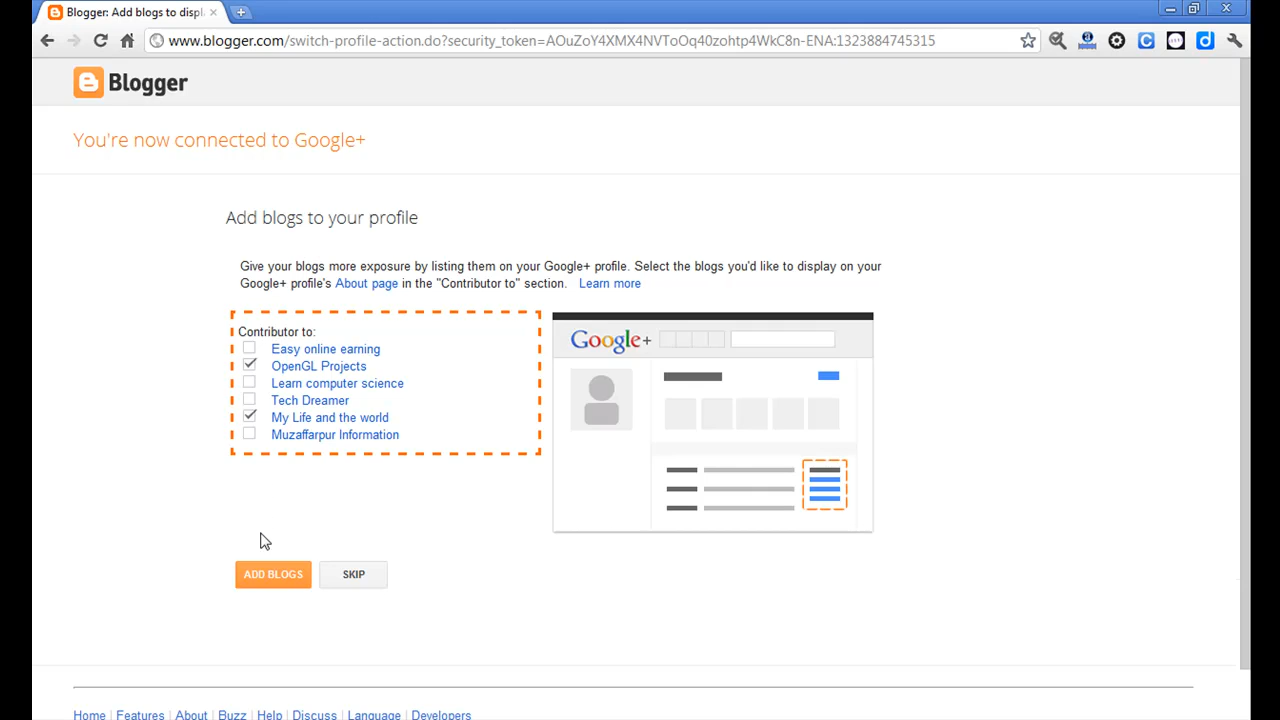 Blogger: Add blogs to displ
www.blogger.com/switch-profile-action.do?security_token=AOuZoY4XMX4NVToOq40zohtp4WkC8n-ENA:1323884745315
Blogger
You're now connected to Google+
Add blogs to your profile
Give your blogs more exposure by listing them on your Google+ profile. Select the blogs you'd like to display on your
Google+ profile's About page in the "Contributor to" section. Learn more
Contributor to:
Easy online earning
OpenGL Projects
Learn computer science
Tech Dreamer
My Life and the world
Muzaffarpur Information
Google+
ADD BLOGS
SKIP
Home | Features | About | Buzz | Help | Discuss | Language | Developers